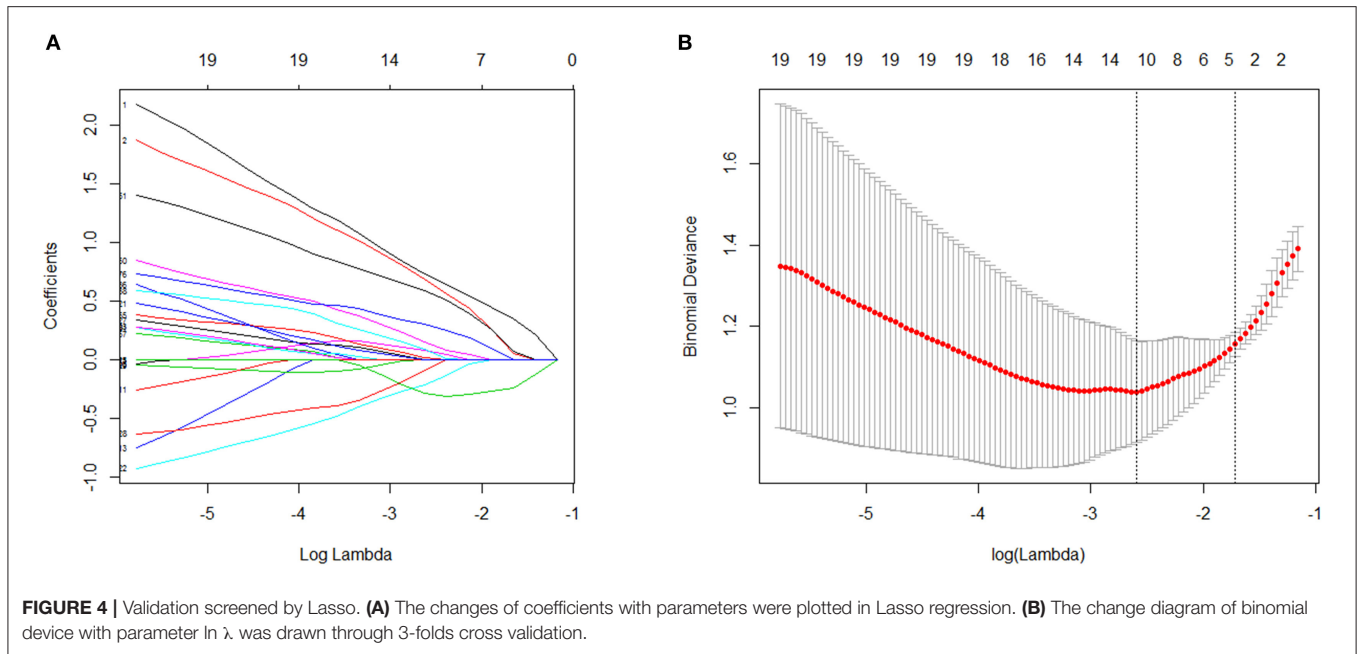 A
19 19 14 7 0
2.0
1.5
1.0
0.5
0.0
-0.5
-1.0
Coefficients
1
2
-5 -4 -3 -2 -1
Log Lambda
B
19 19 19 19 19 19 18 16 14 14 10 8 6 5 2 2
1.6
1.4
1.2
1.0
Binomial Deviance
-5 -4 -3 -2 -1
log(Lambda)
FIGURE 4 | Validation screened by Lasso. (A) The changes of coefficients with parameters were plotted in Lasso regression. (B) The change diagram of binomial
device with parameter ln λ was drawn through 3-folds cross validation.